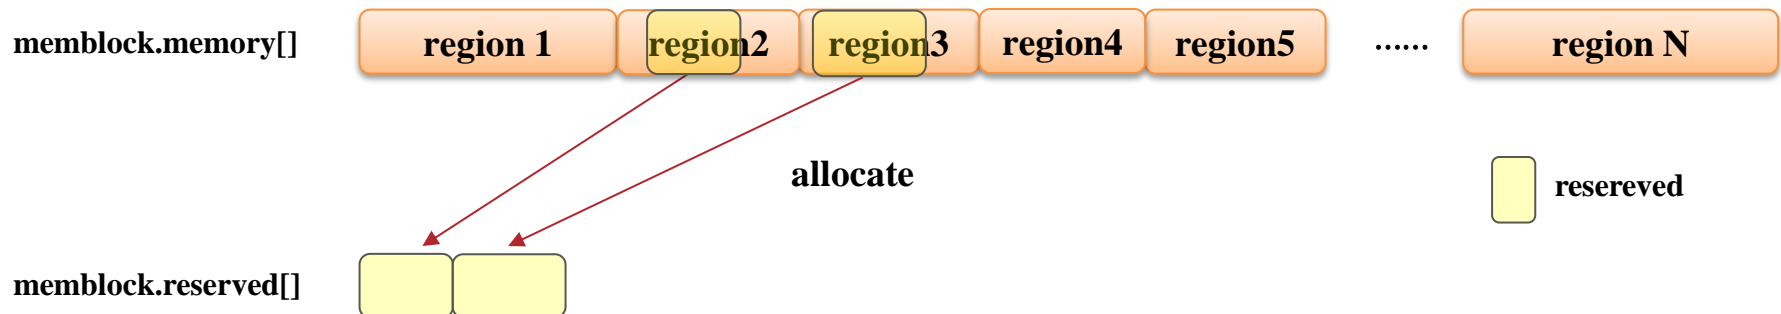 memblock.memory[] region 1 region2 region3 region4 region5 ...... region N
allocate
resereved
memblock.reserved[]